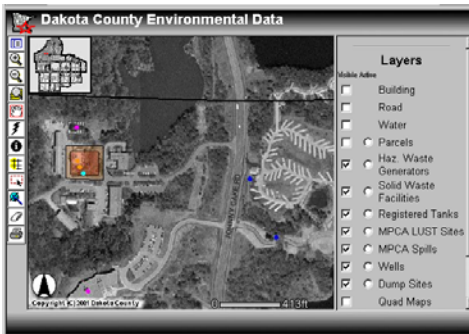 Dakota County Environmental Data
Layers
Visible Active
Building
Road
Water
Parcels
Haz. Waste
Generators
Solid Waste
Facilities
Registered Tanks
MPCA LUST Sites
MPCA Spills
Wells
Dump Sites
Quad Maps
0 413ft
Copyright (C) 2001 Dakota County